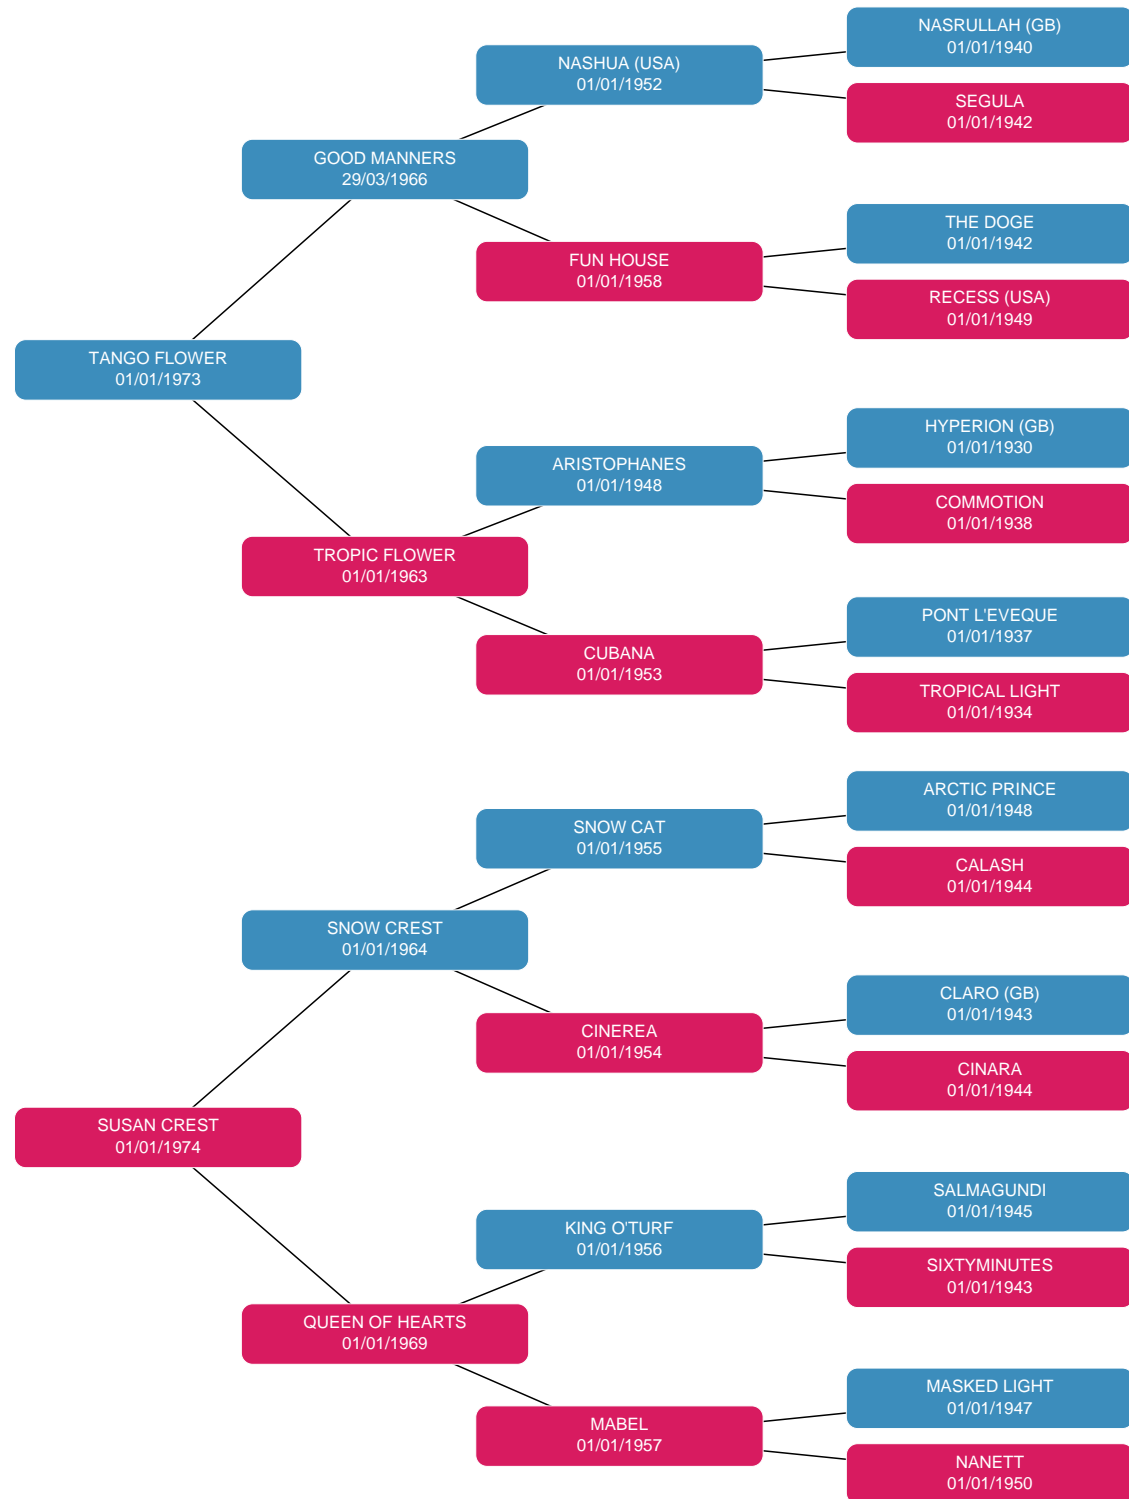 NASRULLAH (GB)
01/01/1940
NASHUA (USA)
01/01/1952
SEGULA
01/01/1942
GOOD MANNERS
29/03/1966
THE DOGE
01/01/1942
FUN HOUSE
01/01/1958
RECESS (USA)
01/01/1949
TANGO FLOWER
01/01/1973
HYPERION (GB)
01/01/1930
ARISTOPHANES
01/01/1948
COMMOTION
01/01/1938
TROPIC FLOWER
01/01/1963
PONT L'EVEQUE
01/01/1937
CUBANA
01/01/1953
TROPICAL LIGHT
01/01/1934
ARCTIC PRINCE
01/01/1948
SNOW CAT
01/01/1955
CALASH
01/01/1944
SNOW CREST
01/01/1964
CLARO (GB)
01/01/1943
CINEREA
01/01/1954
CINARA
01/01/1944
SUSAN CREST
01/01/1974
SALMAGUNDI
01/01/1945
KING O'TURF
01/01/1956
SIXTYMINUTES
01/01/1943
QUEEN OF HEARTS
01/01/1969
MASKED LIGHT
01/01/1947
MABEL
01/01/1957
NANETT
01/01/1950